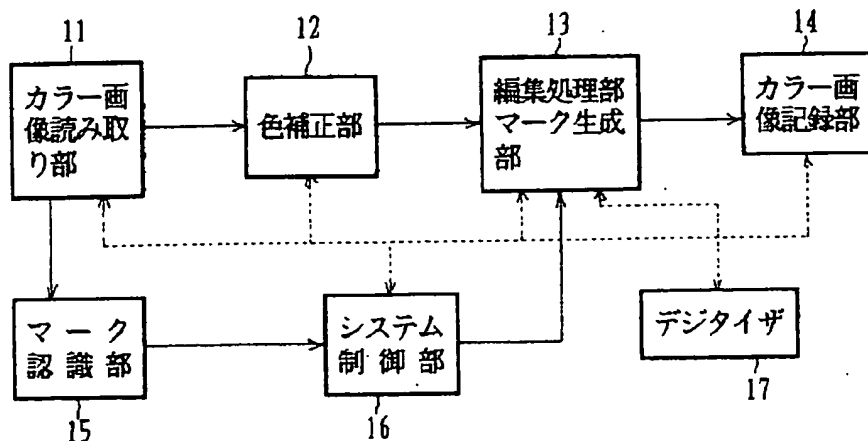 11
カラー画
像読み取
り部
12
色補正部
13
編集処理部
マーク生成
部
14
カラー画
像記録部
マーク
認識部
15
システム
制御部
16
デジタイザ
17